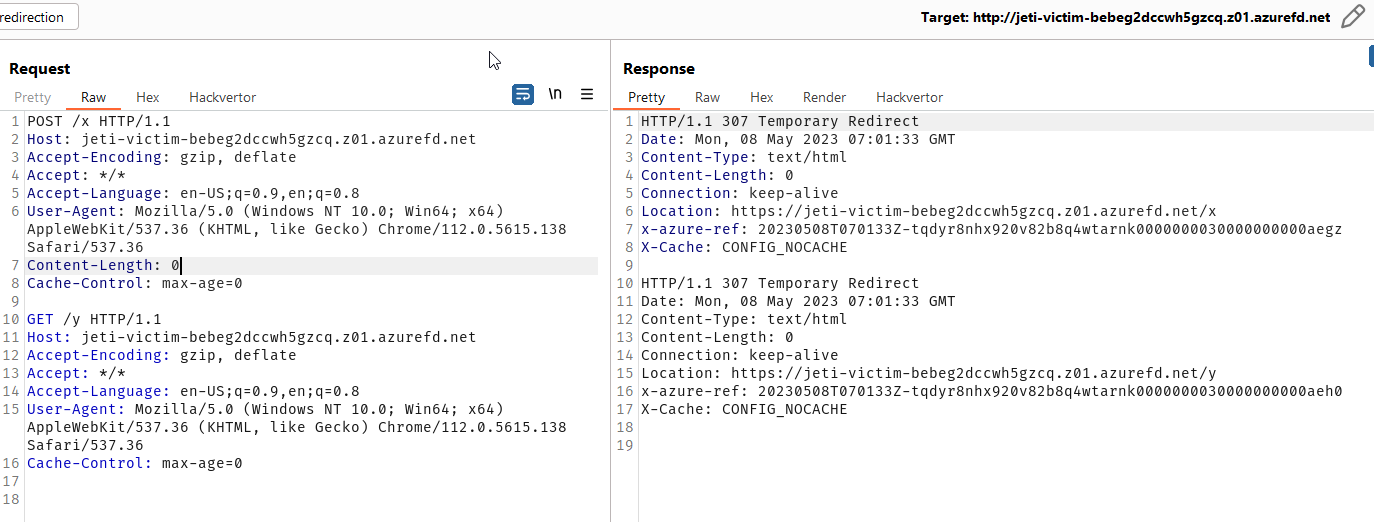 redirection
Target: http://jeti-victim-bebeg2dccwh5gzcq.z01.azurefd.net
Request
Pretty Raw Hex Hackvertor \n
1 POST /x HTTP/1.1
2 Host: jeti-victim-bebeg2dccwh5gzcq.z01.azurefd.net
3 Accept-Encoding: gzip, deflate
4 Accept: */*
5 Accept-Language: en-US;q=0.9,en;q=0.8
6 User-Agent: Mozilla/5.0 (Windows NT 10.0; Win64; x64)
AppleWebKit/537.36 (KHTML, like Gecko) Chrome/112.0.5615.138
Safari/537.36
7 Content-Length: 0
8 Cache-Control: max-age=0
9
10 GET /y HTTP/1.1
11 Host: jeti-victim-bebeg2dccwh5gzcq.z01.azurefd.net
12 Accept-Encoding: gzip, deflate
13 Accept: */*
14 Accept-Language: en-US;q=0.9,en;q=0.8
15 User-Agent: Mozilla/5.0 (Windows NT 10.0; Win64; x64)
AppleWebKit/537.36 (KHTML, like Gecko) Chrome/112.0.5615.138
Safari/537.36
16 Cache-Control: max-age=0
17
18
Response
Pretty Raw Hex Render Hackvertor
1 HTTP/1.1 307 Temporary Redirect
2 Date: Mon, 08 May 2023 07:01:33 GMT
3 Content-Type: text/html
4 Content-Length: 0
5 Connection: keep-alive
6 Location: https://jeti-victim-bebeg2dccwh5gzcq.z01.azurefd.net/x
7 x-azure-ref: 20230508T070133Z-tqdyr8nhx920v82b8q4wtarnk0000000030000000000aegz
8 X-Cache: CONFIG_NOCACHE
9
10 HTTP/1.1 307 Temporary Redirect
11 Date: Mon, 08 May 2023 07:01:33 GMT
12 Content-Type: text/html
13 Content-Length: 0
14 Connection: keep-alive
15 Location: https://jeti-victim-bebeg2dccwh5gzcq.z01.azurefd.net/y
16 x-azure-ref: 20230508T070133Z-tqdyr8nhx920v82b8q4wtarnk0000000030000000000aeh0
17 X-Cache: CONFIG_NOCACHE
18
19